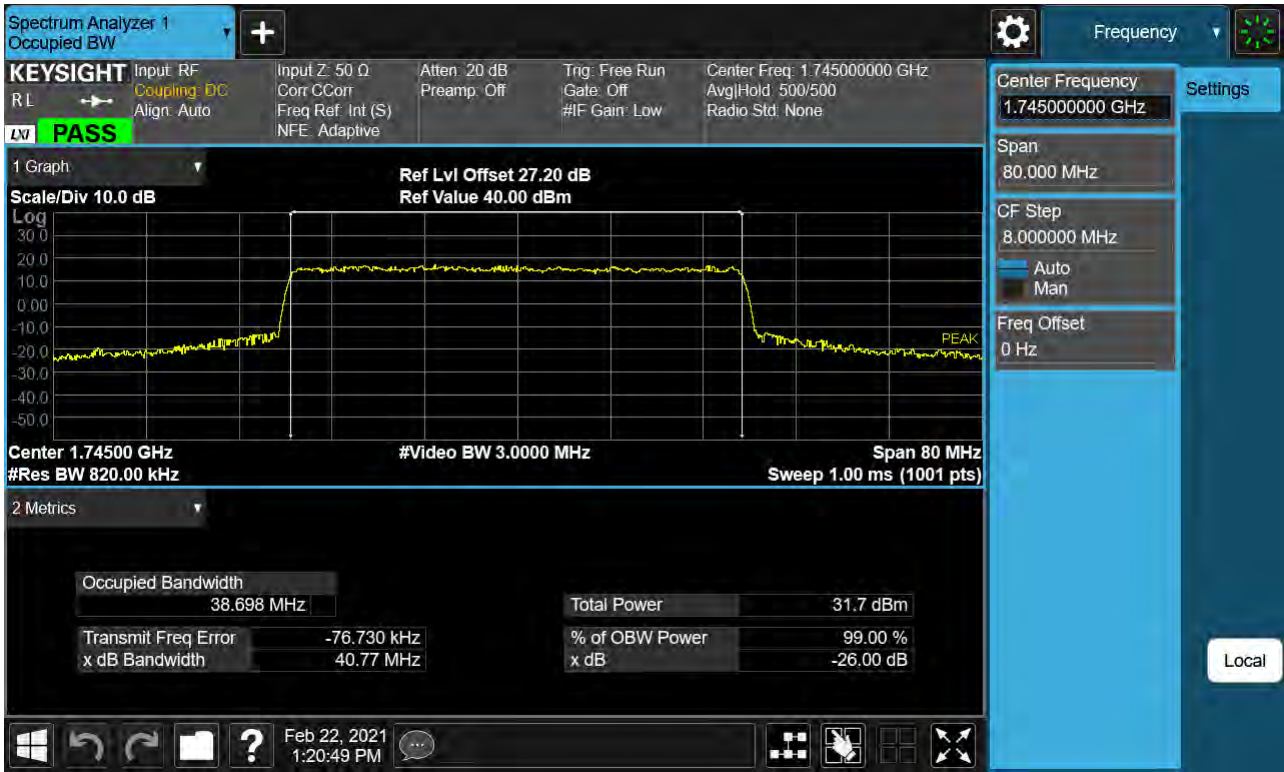 Spectrum Analyzer 1
Occupied BW
Frequency
KEYSIGHT
RL
LXI
PASS
Input: RF
Coupling: DC
Align: Auto
Input Z: 50 Ω
Corr CCorr
Freq Ref: Int (S)
NFE: Adaptive
Atten: 20 dB
Preamp: Off
Trig: Free Run
Gate: Off
#IF Gain: Low
Center Freq: 1.745000000 GHz
Avg|Hold: 500/500
Radio Std: None
Center Frequency
1.745000000 GHz
Settings
Span
80.000 MHz
CF Step
8.000000 MHz
Auto
Man
Freq Offset
0 Hz
1 Graph
Scale/Div 10.0 dB
Ref Lvl Offset 27.20 dB
Ref Value 40.00 dBm
Log
30.0
20.0
10.0
0.00
-10.0
-20.0
-30.0
-40.0
-50.0
PEAK
Center 1.74500 GHz
#Video BW 3.0000 MHz
Span 80 MHz
#Res BW 820.00 kHz
Sweep 1.00 ms (1001 pts)
2 Metrics
Occupied Bandwidth
38.698 MHz
Total Power 31.7 dBm
Transmit Freq Error -76.730 kHz
% of OBW Power 99.00 %
x dB Bandwidth 40.77 MHz
x dB -26.00 dB
Local
Feb 22, 2021
1:20:49 PM